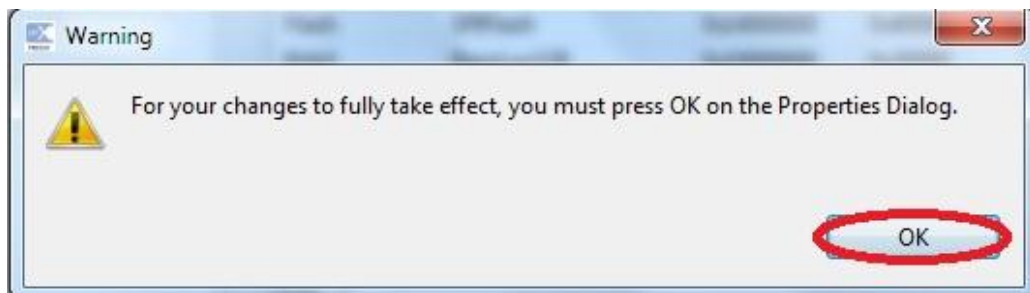 Warning
For your changes to fully take effect, you must press OK on the Properties Dialog.
OK